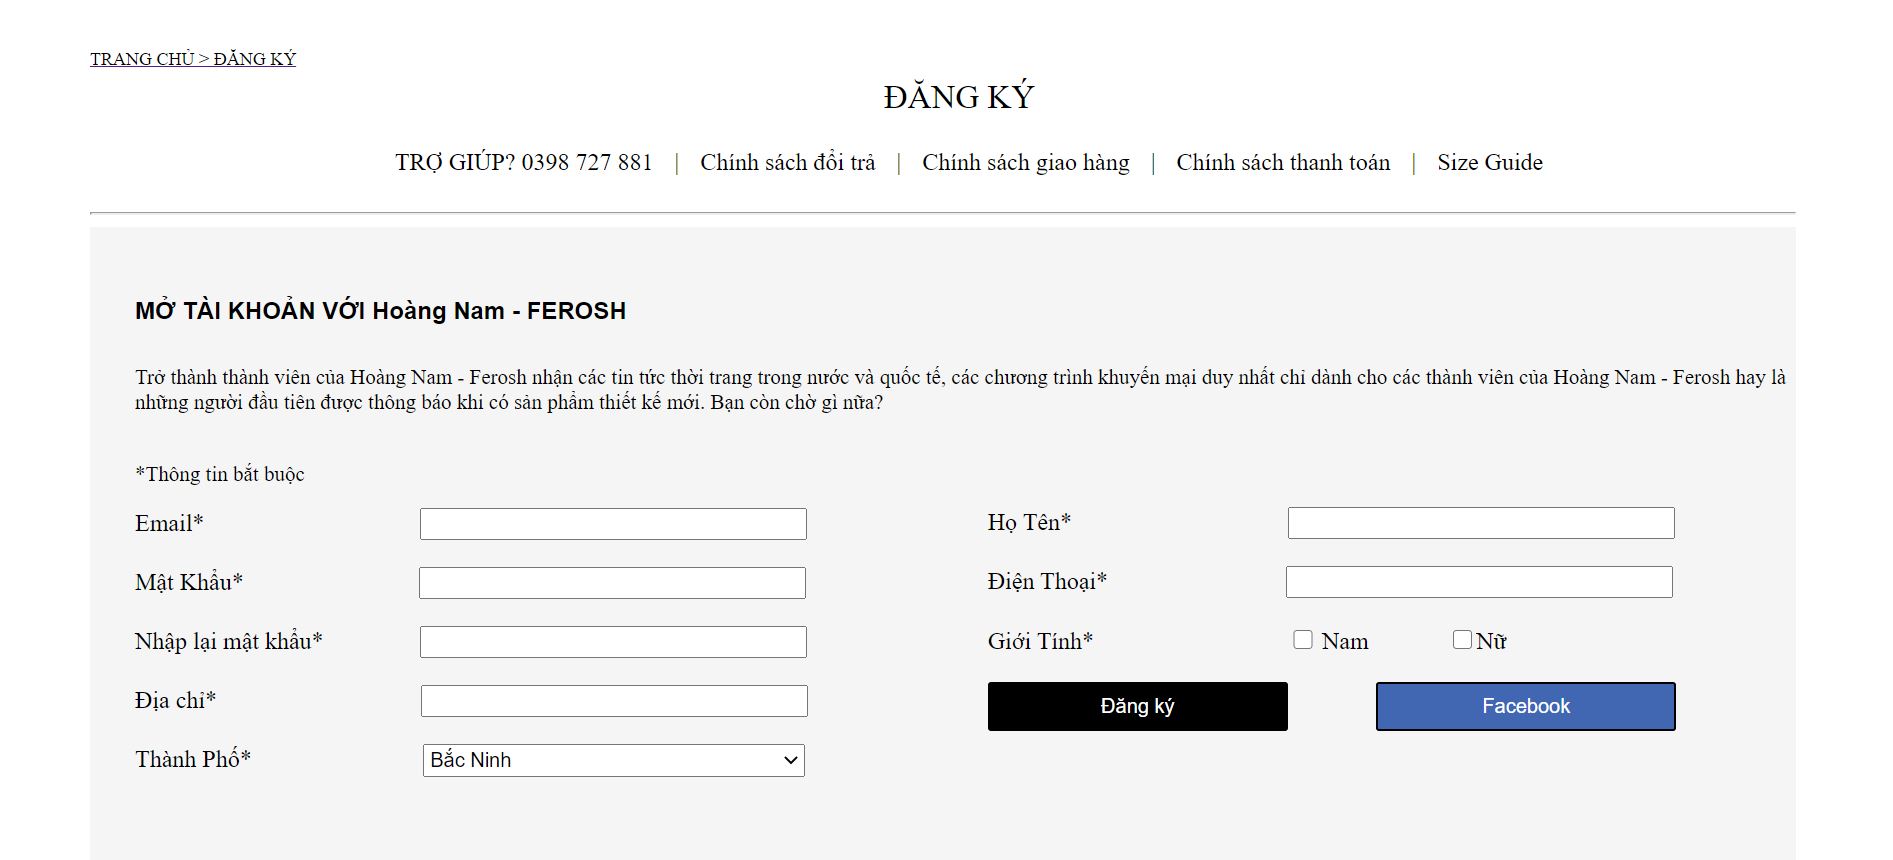 TRANG CHỦ > ĐĂNG KÝ
ĐĂNG KÝ
TRỢ GIÚP? 0398 727 881 | Chính sách đổi trả | Chính sách giao hàng | Chính sách thanh toán | Size Guide
MỞ TÀI KHOẢN VỚI Hoàng Nam - FEROSH
Trở thành thành viên của Hoàng Nam - Ferosh nhận các tin tức thời trang trong nước và quốc tế, các chương trình khuyến mại duy nhất chỉ dành cho các thành viên của Hoàng Nam - Ferosh hay là
những người đầu tiên được thông báo khi có sản phẩm thiết kế mới. Bạn còn chờ gì nữa?
*Thông tin bắt buộc
Email*
Họ Tên*
Mật Khẩu*
Điện Thoại*
Nhập lại mật khẩu*
Giới Tính* Nam Nữ
Địa chỉ*
Đăng ký Facebook
Thành Phố* Bắc Ninh